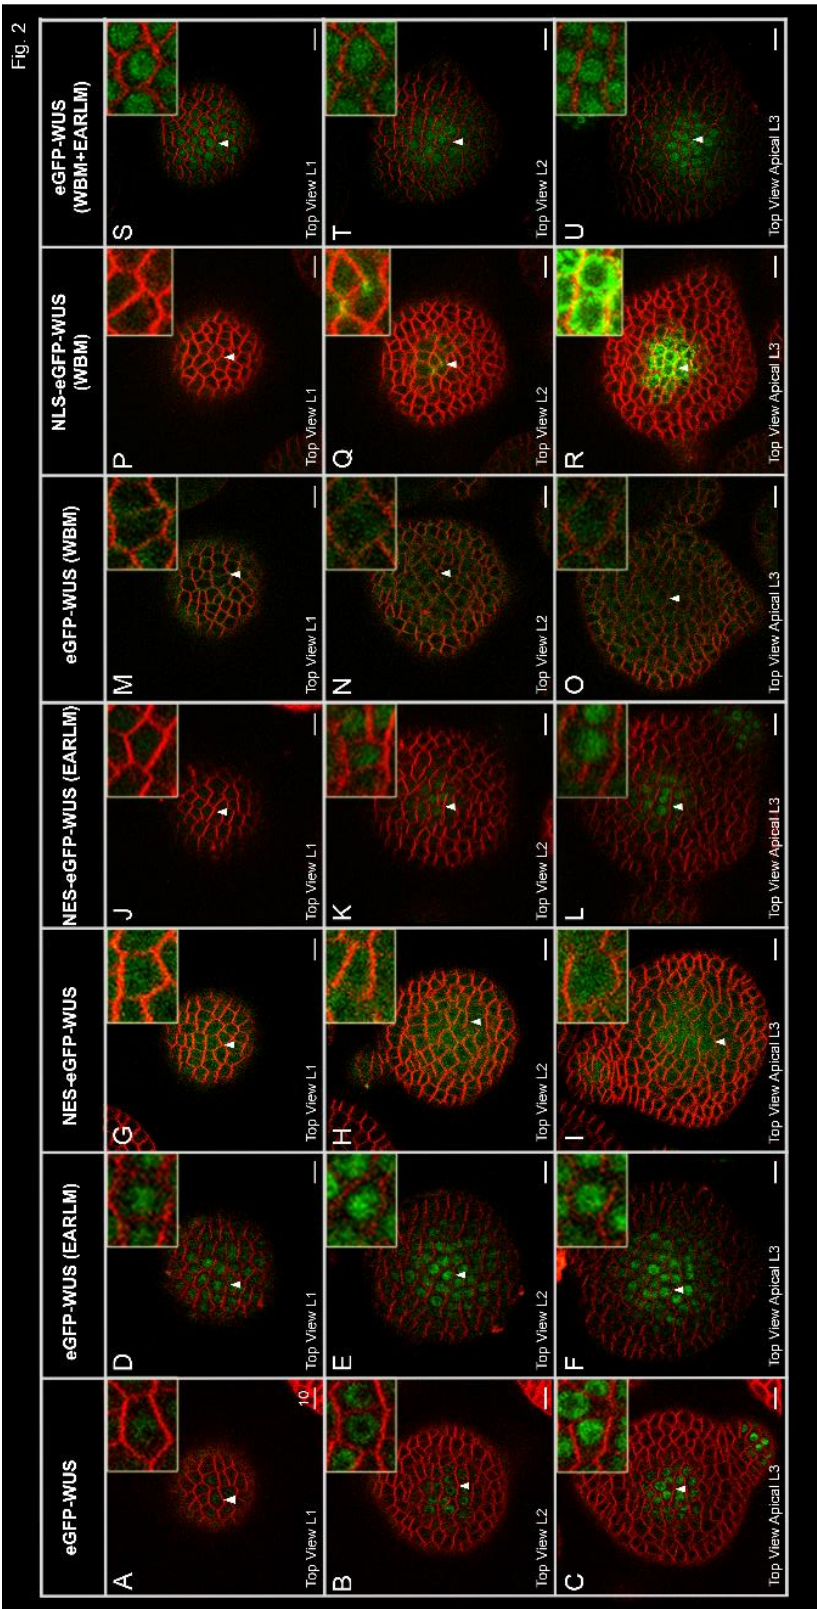 Fig. 2
eGFP-WUS
eGFP-WUS (EARLM)
NES-eGFP-WUS
NES-eGFP-WUS (EARLM)
eGFP-WUS (WBM)
NLS-eGFP-WUS
(WBM)
eGFP-WUS
(WBM+EARLM)
A
10
Top View L1
D
Top View L1
G
Top View L1
J
Top View L1
M
Top View L1
P
Top View L1
S
Top View L1
B
Top View L2
E
Top View L2
H
Top View L2
K
Top View L2
N
Top View L2
Q
Top View L2
T
Top View L2
C
Top View Apical L3
F
Top View Apical L3
I
Top View Apical L3
L
Top View Apical L3
O
Top View Apical L3
R
Top View Apical L3
U
Top View Apical L3